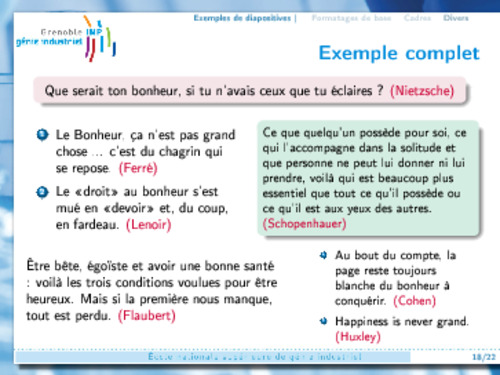 Exemples de diapositives | Formatages de base Cadres Divers
Grenoble INP
génie industriel
Exemple complet
Que serait ton bonheur, si tu n'avais ceux que tu éclaires ? (Nietzsche)
1 Le Bonheur, ça n'est pas grand
chose ... c'est du chagrin qui
se repose. (Ferré)
2 Le «droit» au bonheur s'est
mué en «devoir» et, du coup,
en fardeau. (Lenoir)
Ce que quelqu'un possède pour soi, ce
qui l'accompagne dans la solitude et
que personne ne peut lui donner ni lui
prendre, voilà qui est beaucoup plus
essentiel que tout ce qu'il possède ou
ce qu'il est aux yeux des autres.
(Schopenhauer)
Être bête, égoïste et avoir une bonne santé
: voilà les trois conditions voulues pour être
heureux. Mais si la première nous manque,
tout est perdu. (Flaubert)
Au bout du compte, la
page reste toujours
blanche du bonheur à
conquérir. (Cohen)
Happiness is never grand.
(Huxley)
École nationale supérieure de génie industriel
18/22